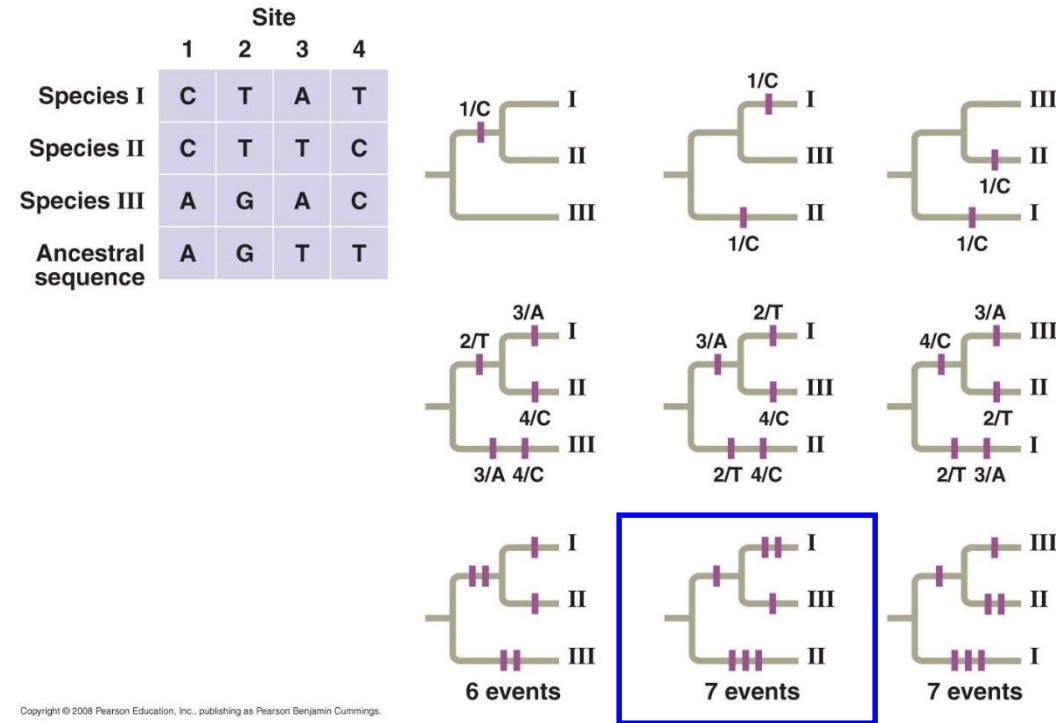 Site
1 2 3 4
Species I C T A T
Species II C T T C
Species III A G A C
Ancestral
sequence A G T T
1/C I
II
III
1/C I
III
II
1/C
III
II
1/C
I
1/C
3/A
2/T I
II
4/C
III
3/A 4/C
2/T
3/A I
III
4/C
II
2/T 4/C
3/A
4/C III
II
2/T
I
2/T 3/A
I
II
III
6 events
I
III
II
7 events
III
II
I
7 events
Copyright © 2008 Pearson Education, Inc., publishing as Pearson Benjamin Cummings.